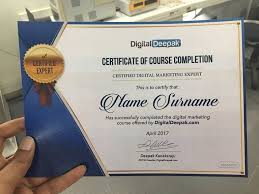 DigitalDeepak
CERTIFICATE OF COURSE COMPLETION
CERTIFIED DIGITAL MARKETING EXPERT
This is to certify that
Name Surname
Has successfully completed the digital marketing
course offered by DigitalDeepak.com
April 2017
Deepak Kanakaraju
CERTIFIED
EXPERT